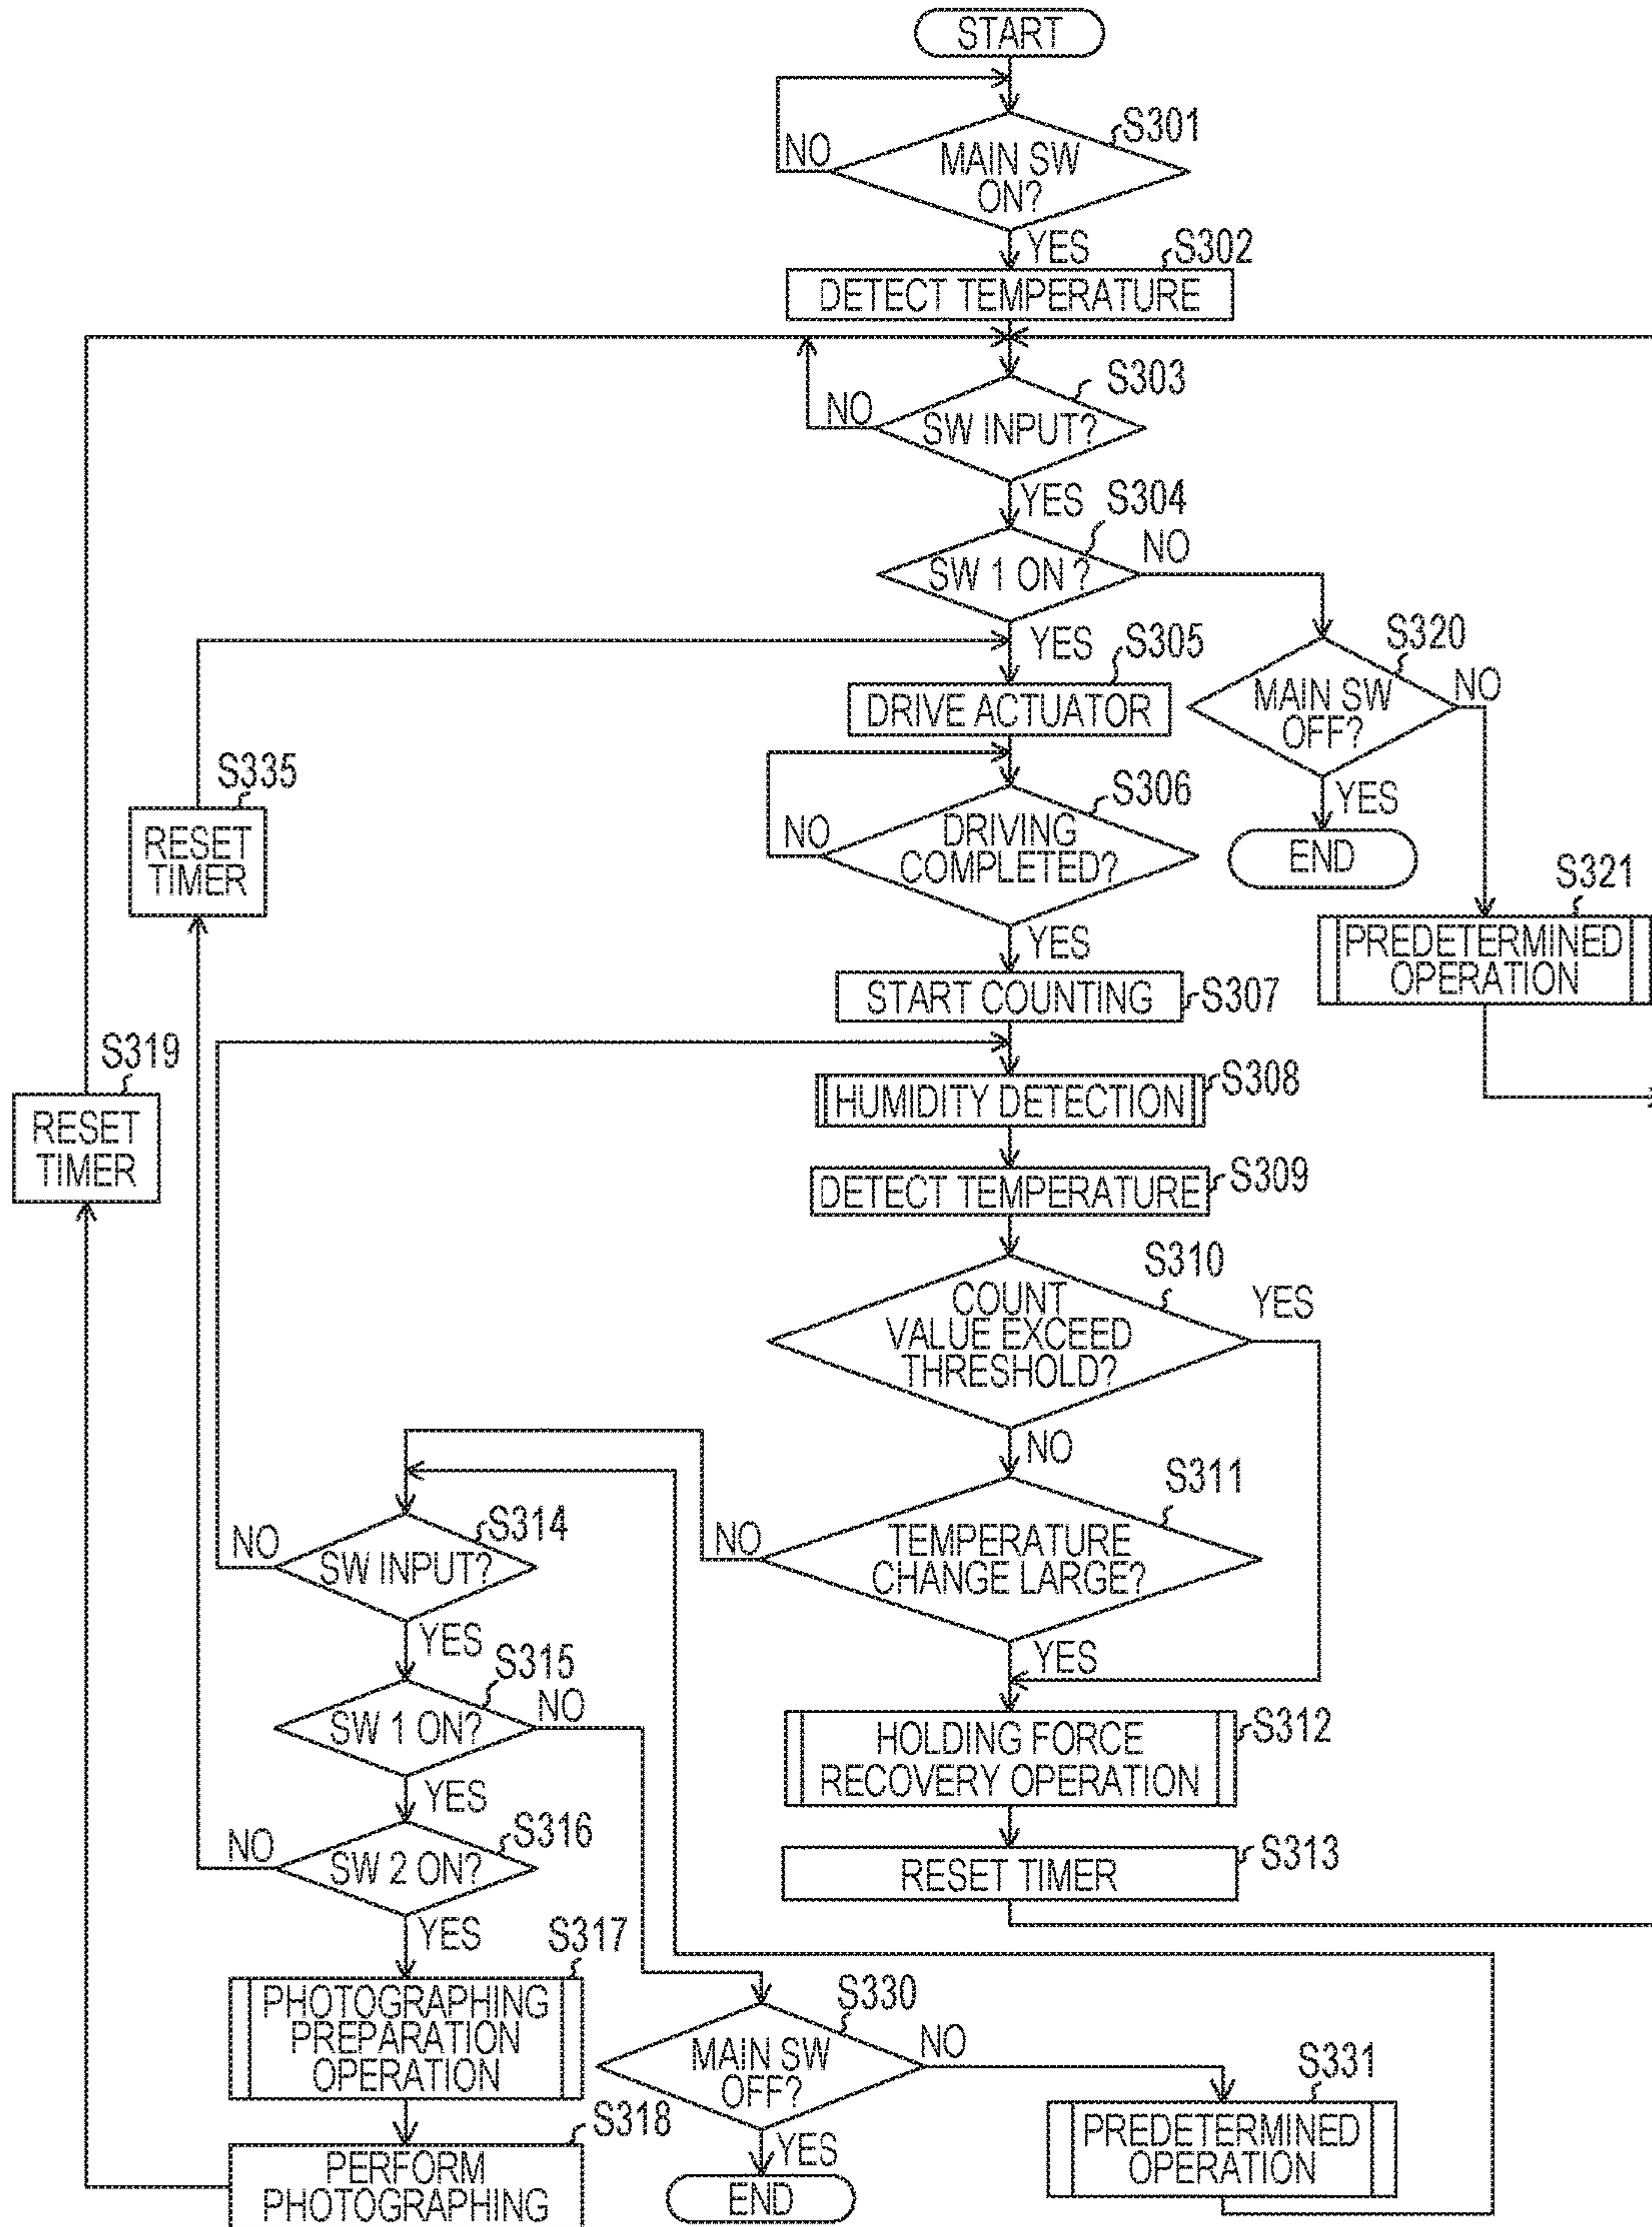 START
S301
NO
MAIN SW
ON?
YES
S302
DETECT TEMPERATURE
S303
NO
SW INPUT?
YES
S304
SW 1 ON ?
NO
YES
S305
DRIVE ACTUATOR
S320
MAIN SW
OFF?
NO
YES
END
S335
RESET
TIMER
S306
NO
DRIVING
COMPLETED?
YES
S321
PREDETERMINED
OPERATION
START COUNTING
S307
S319
RESET
TIMER
HUMIDITY DETECTION
S308
DETECT TEMPERATURE
S309
S310
COUNT
VALUE EXCEED
THRESHOLD?
YES
NO
S311
NO
TEMPERATURE
CHANGE LARGE?
YES
S314
NO
SW INPUT?
YES
S315
SW 1 ON?
NO
YES
HOLDING FORCE
RECOVERY OPERATION
S312
S316
NO
SW 2 ON?
YES
RESET TIMER
S313
S317
PHOTOGRAPHING
PREPARATION
OPERATION
S330
MAIN SW
OFF?
NO
YES
END
S331
PREDETERMINED
OPERATION
S318
PERFORM
PHOTOGRAPHING